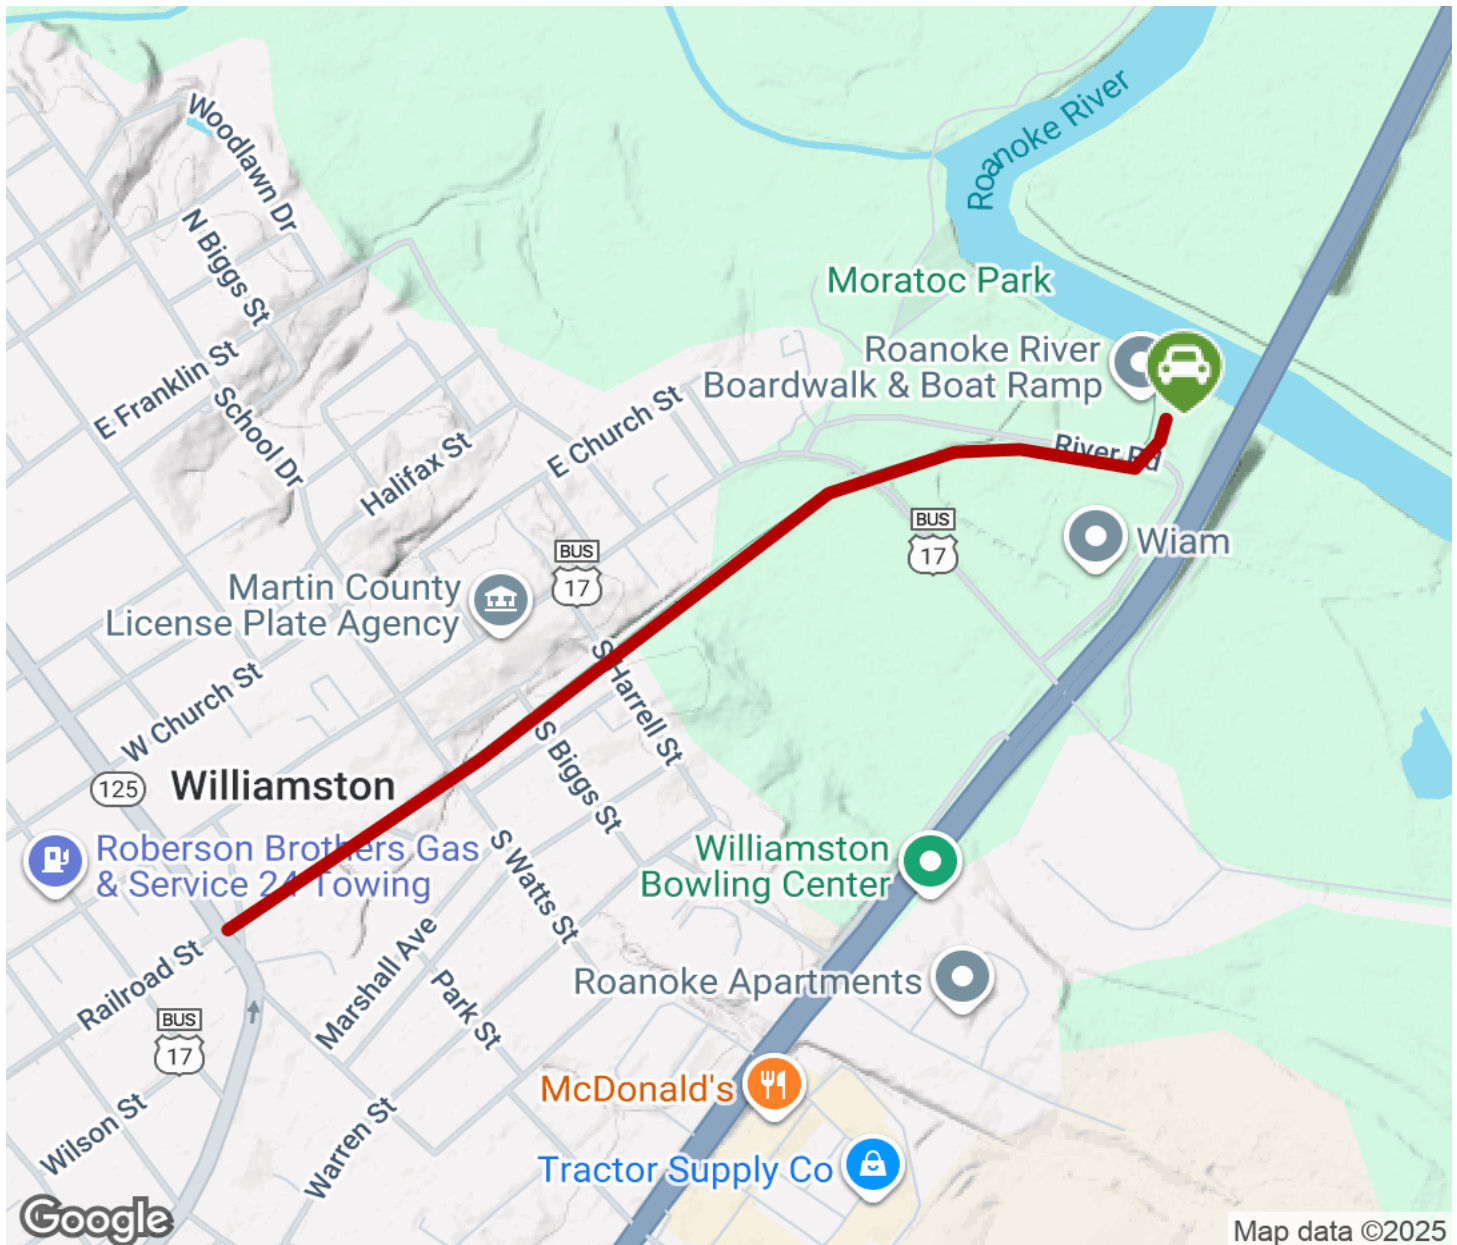 Woodlawn Dr
Roanoke River
N Biggs St
Moratoc Park
E Franklin St
Roanoke River
Boardwalk & Boat Ramp
School Dr
E Church St
Halifax St
River Rd
BUS
17
Wiam
BUS
17
Martin County
License Plate Agency
S Harrell St
W Church St
S Biggs St
125
Williamston
Roberson Brothers Gas
& Service 24 Towing
S Watts St
Williamston
Bowling Center
Railroad St
Marshall Ave
Park St
Roanoke Apartments
BUS
17
McDonald's
Wilson St
Warren St
Tractor Supply Co
Google
Map data ©2025